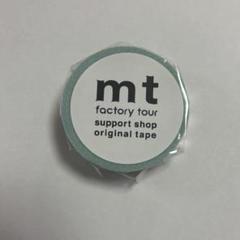 mt
factory tour
support shop
original tape